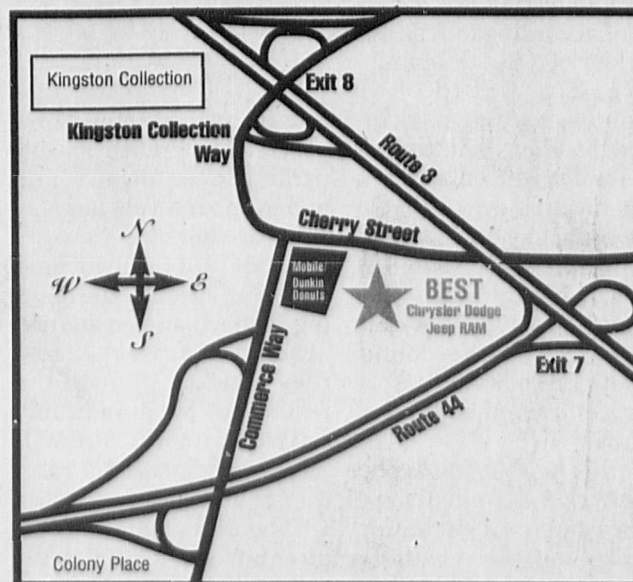 Kingston Collection
Exit 8
Kingston Collection
Way
Route 3
Cherry Street
N
W
E
S
Mobile
Dunkin
Donuts
BEST
Chrysler Dodge
Jeep RAM
Exit 7
Commerce Way
Route 44
Colony Place